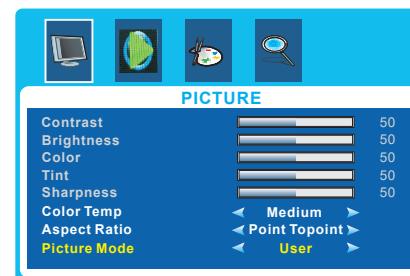 PICTURE
Contrast 50
Brightness 50
Color 50
Tint 50
Sharpness 50
Color Temp Medium
Aspect Ratio Point Topoint
Picture Mode User